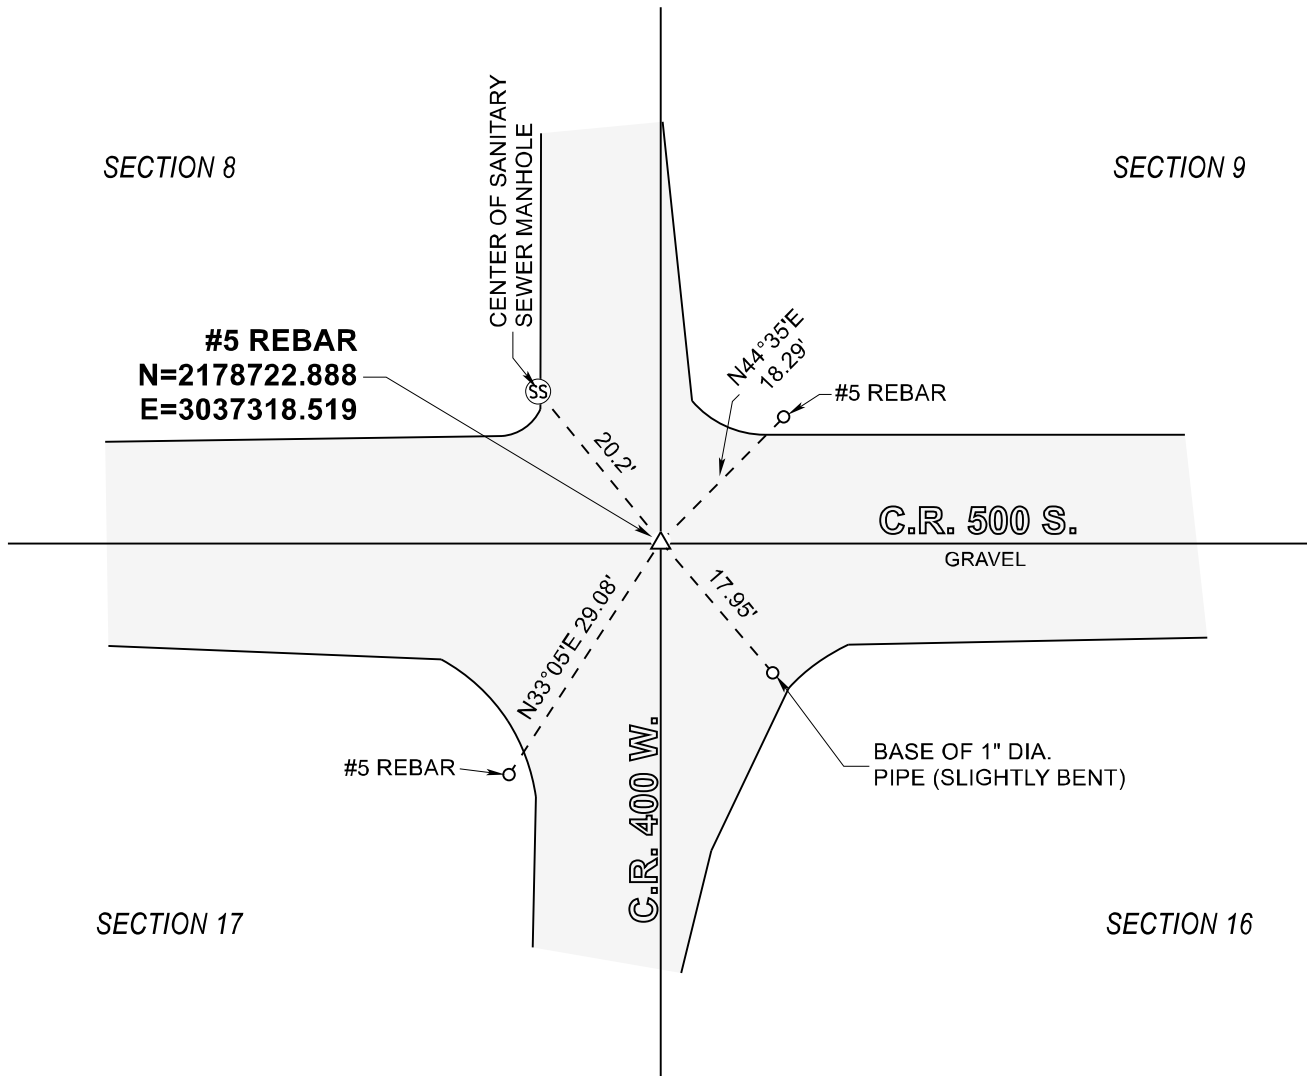 SECTION 8
SECTION 9
CENTER OF SANITARY
SEWER MANHOLE
#5 REBAR
N=2178722.888
E=3037318.519
SS
N44°35'E
18.29'
#5 REBAR
20.2'
C.R. 500 S.
GRAVEL
17.95'
N33°05'E 29.08'
#5 REBAR
C.R. 400 W.
BASE OF 1" DIA.
PIPE (SLIGHTLY BENT)
SECTION 17
SECTION 16